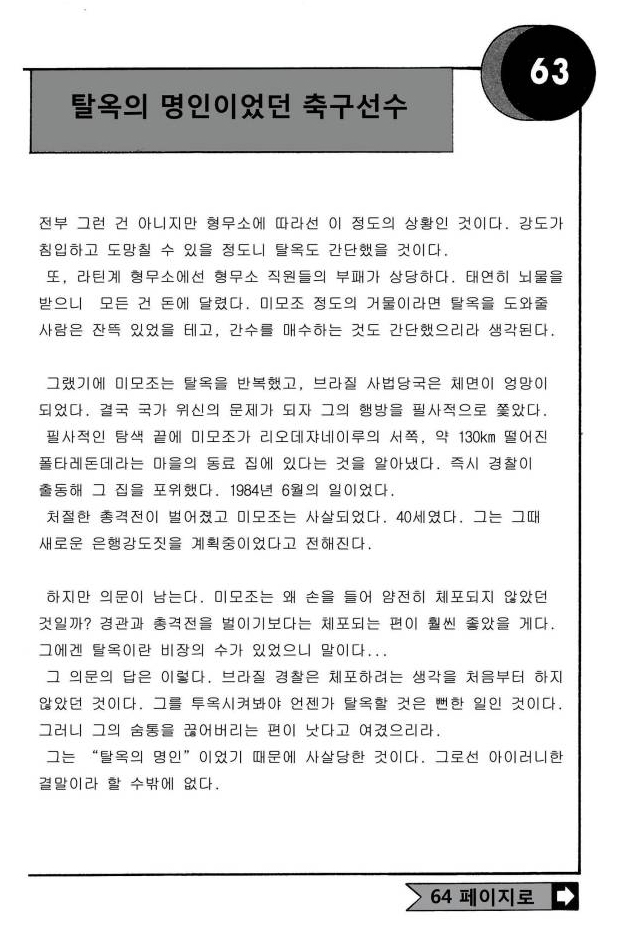 63
탈옥의 명인이었던 축구선수
전부 그런 건 아니지만 형무소에 따라선 이 정도의 상황인 것이다. 강도가
침입하고 도망칠 수 있을 정도니 탈옥도 간단했을 것이다.
또, 라틴계 형무소에선 형무소 직원들의 부패가 상당하다. 태연히 뇌물을
받으니 모든 건 돈에 달렸다. 미모조 정도의 거물이라면 탈옥을 도와줄
사람은 잔뜩 있었을 테고, 간수를 매수하는 것도 간단했으리라 생각된다.
그랬기에 미모조는 탈옥을 반복했고, 브라질 사법당국은 체면이 엉망이
되었다. 결국 국가 위신의 문제가 되자 그의 행방을 필사적으로 쫓았다.
필사적인 탐색 끝에 미모조가 리오데쟈네이루의 서쪽, 약 130km 떨어진
폴타레돈데라는 마을의 동료 집에 있다는 것을 알아냈다. 즉시 경찰이
출동해 그 집을 포위했다. 1984년 6월의 일이었다.
처절한 총격전이 벌어졌고 미모조는 사살되었다. 40세였다. 그는 그때
새로운 은행강도짓을 계획중이었다고 전해진다.
하지만 의문이 남는다. 미모조는 왜 손을 들어 얌전히 체포되지 않았던
것일까? 경관과 총격전을 벌이기보다는 체포되는 편이 훨씬 좋았을 게다.
그에겐 탈옥이란 비장의 수가 있었으니 말이다...
그 의문의 답은 이렇다. 브라질 경찰은 체포하려는 생각을 처음부터 하지
않았던 것이다. 그를 투옥시켜봐야 언젠가 탈옥할 것은 뻔한 일인 것이다.
그러니 그의 숨통을 끊어버리는 편이 낫다고 여겼으리라.
그는 “탈옥의 명인”이었기 때문에 사살당한 것이다. 그로선 아이러니한
결말이라 할 수밖에 없다.
64 페이지로